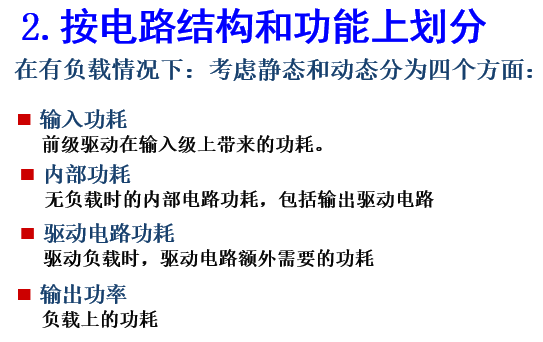 2.按电路结构和功能上划分
在有负载情况下：考虑静态和动态分为四个方面：
输入功耗
前级驱动在输入级上带来的功耗。
内部功耗
无负载时的内部电路功耗，包括输出驱动电路
驱动电路功耗
驱动负载时，驱动电路额外需要的功耗
输出功率
负载上的功耗